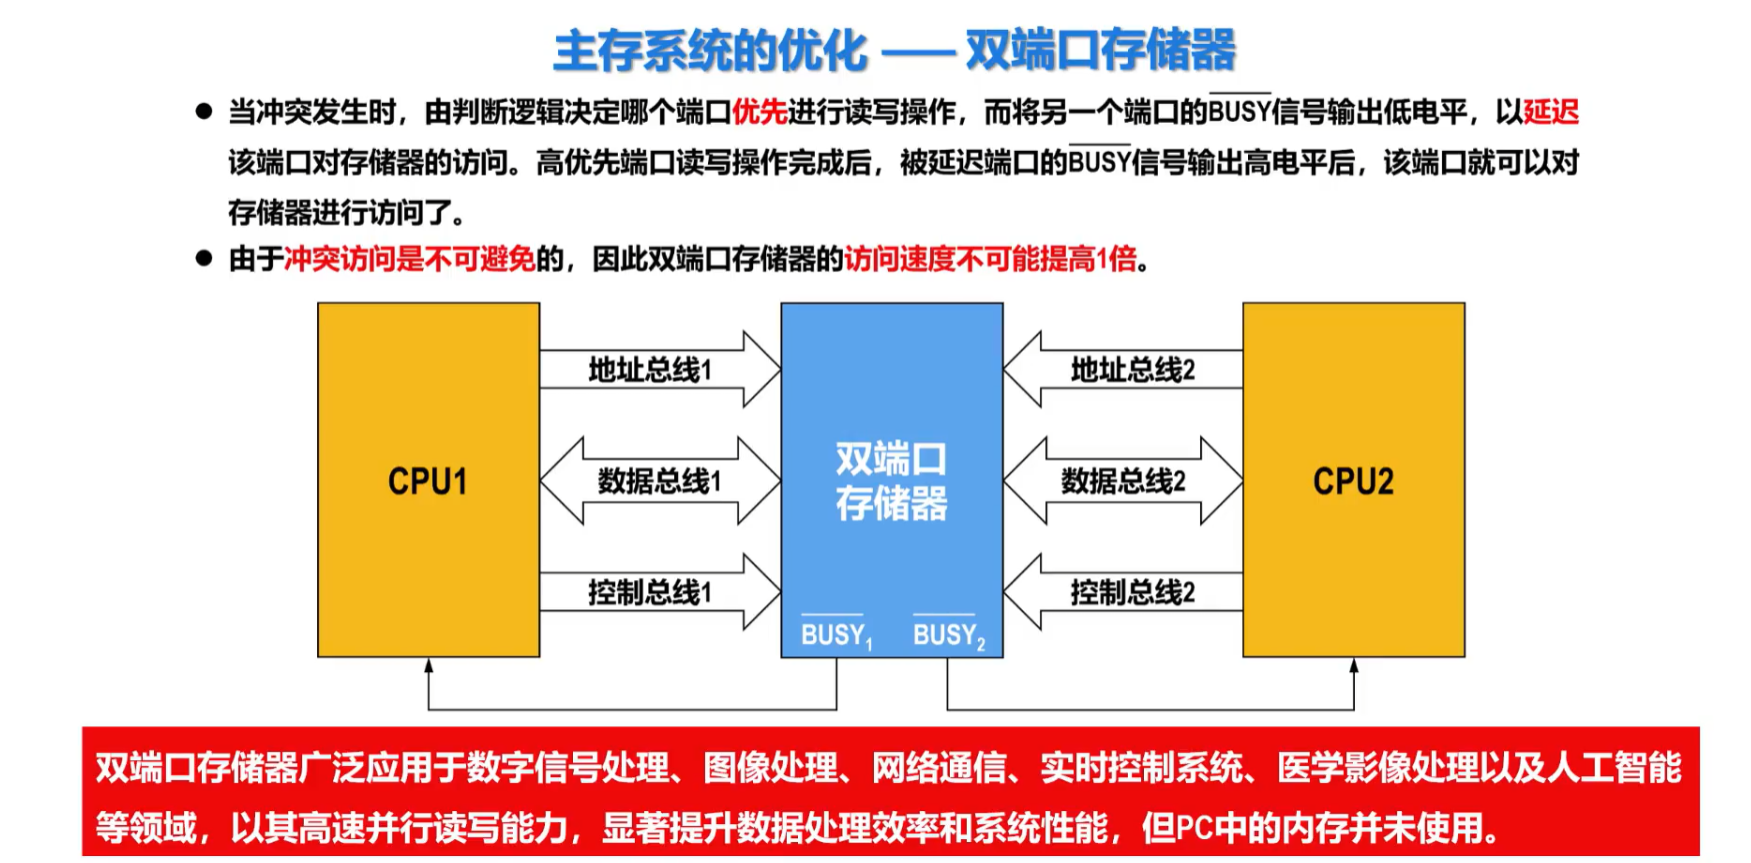 主存系统的优化 —— 双端口存储器
● 当冲突发生时，由判断逻辑决定哪个端口优先进行读写操作，而将另一个端口的B̅U̅S̅Y̅信号输出低电平，以延迟
该端口对存储器的访问。高优先端口读写操作完成后，被延迟端口的B̅U̅S̅Y̅信号输出高电平后，该端口就可以对
存储器进行访问了。
● 由于冲突访问是不可避免的，因此双端口存储器的访问速度不可能提高1倍。
地址总线1
地址总线2
CPU1
数据总线1
双端口
存储器
数据总线2
CPU2
控制总线1
控制总线2
B̅U̅S̅Y̅₁
B̅U̅S̅Y̅₂
双端口存储器广泛应用于数字信号处理、图像处理、网络通信、实时控制系统、医学影像处理以及人工智能
等领域，以其高速并行读写能力，显著提升数据处理效率和系统性能，但PC中的内存并未使用。